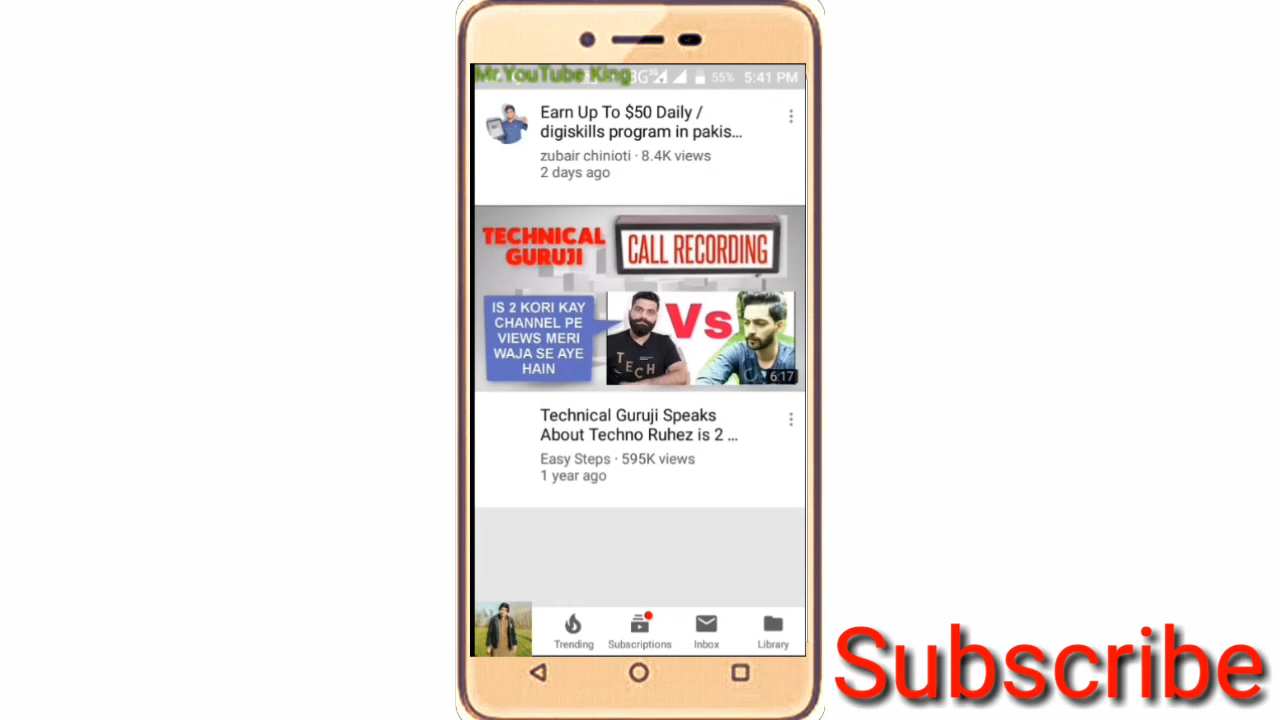 Mr.YouTube King 3G 3G 55% 5:41 PM
Earn Up To $50 Daily /
digiskills program in pakis...
zubair chinioti · 8.4K views
2 days ago
TECHNICAL
GURUJI
CALL RECORDING
IS 2 KORI KAY
CHANNEL PE
VIEWS MERI
WAJA SE AYE
HAIN
Vs
TECH
6:17
Technical Guruji Speaks
About Techno Ruhez is 2 ...
Easy Steps · 595K views
1 year ago
Trending Subscriptions Inbox Library
Subscribe